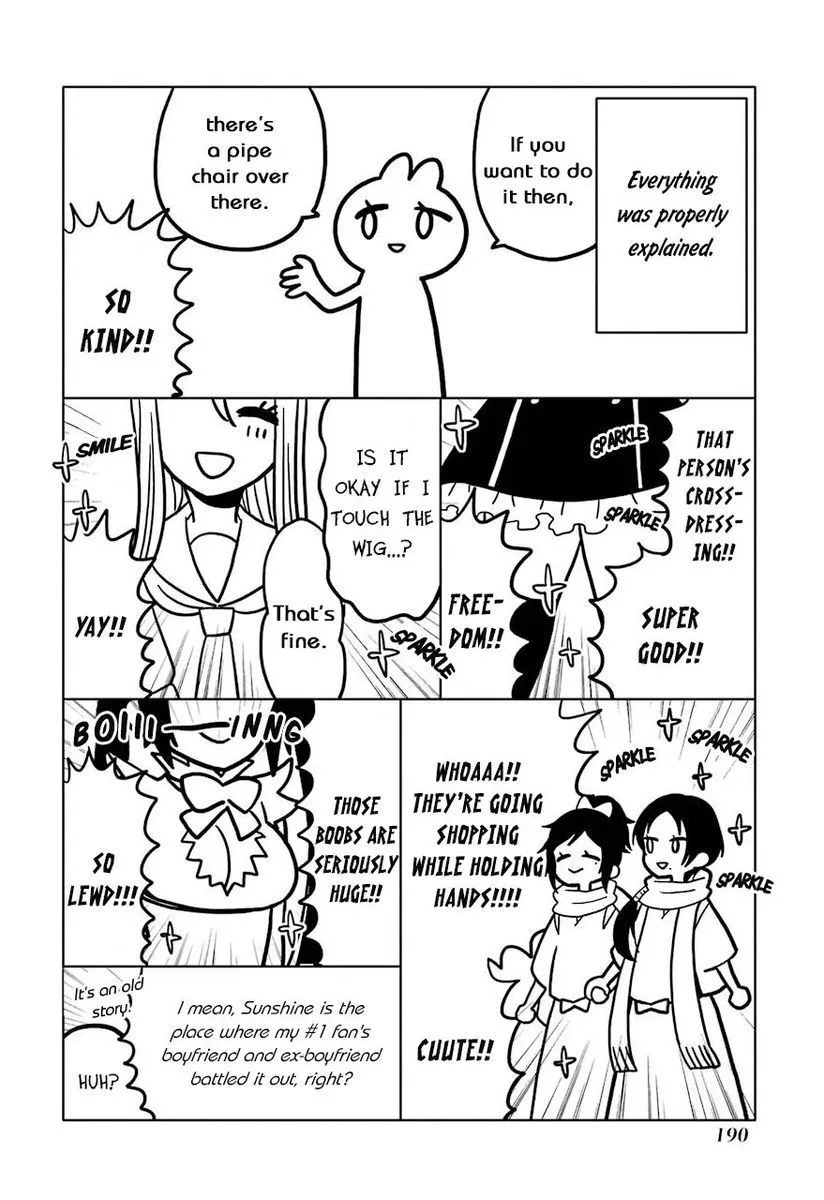 Everything
was properly
explained.
If you
want to do
it then,
there's
a pipe
chair over
there.
SO
KIND!!
THAT
PERSON'S
CROSS-
DRESS-
ING!!
SPARKLE
SPARKLE
SUPER
GOOD!!
FREE-
DOM!!
IS IT
OKAY IF I
TOUCH THE
WIG...?
That's
fine.
SMILE
SPARKLE
YAY!!
SPARKLE
SPARKLE
SPARKLE
WHOAAA!!
THEY'RE GOING
SHOPPING
WHILE HOLDING
HANDS!!!!
CUUTE!!
BOIIII—INNG
THOSE
BOOBS ARE
SERIOUSLY
HUGE!!
SO
LEWD!!!
I mean, Sunshine is the
place where my #1 fan's
boyfriend and ex-boyfriend
battled it out, right?
It's an old
story!
HUH?
190